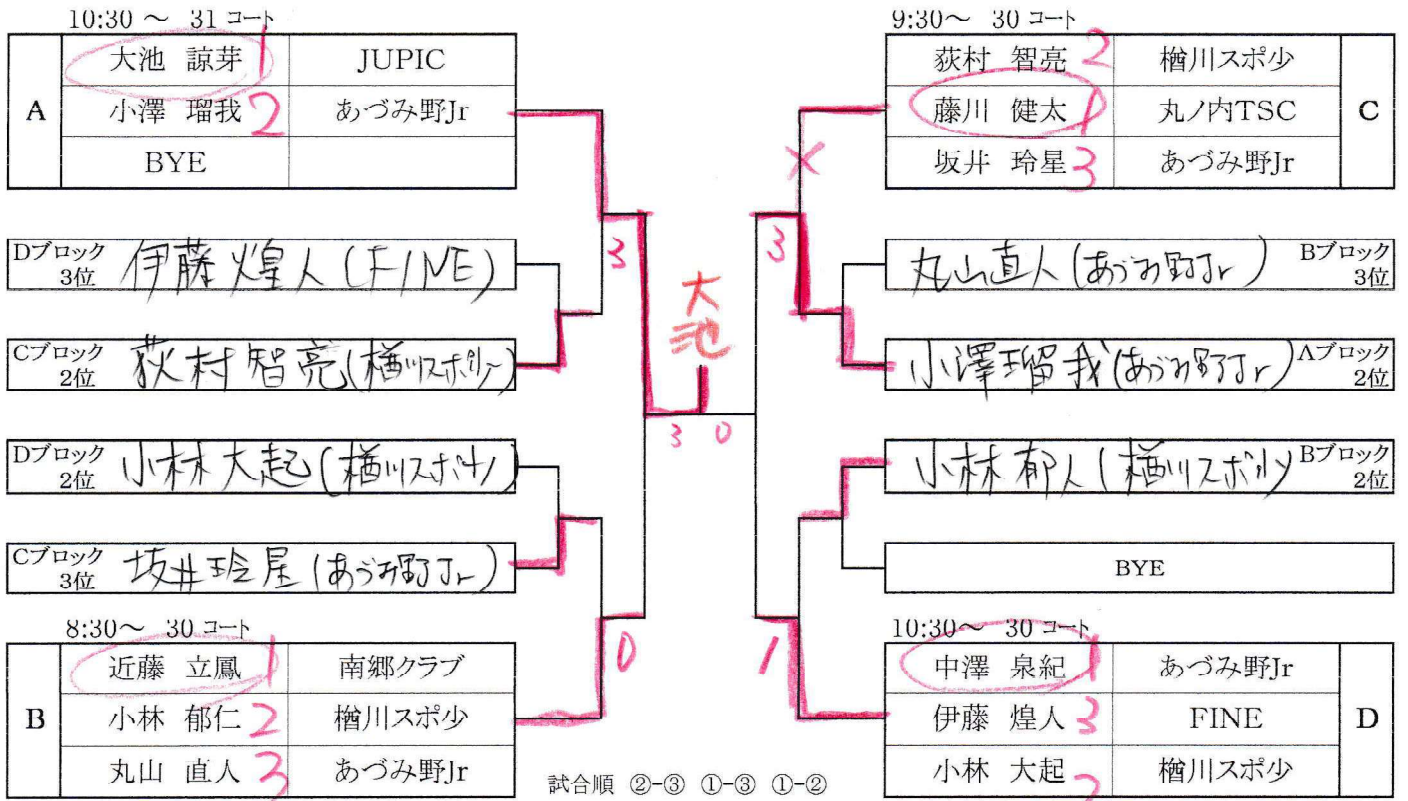 10:30 ～ 31 コート
A
大池 諒芽 1 JUPIC
小澤 瑠我 2 あづみ野Jr
BYE
Dブロック 3位 伊藤煌人(FINE)
Cブロック 2位 荻村智亮(楢川スポ少)
Dブロック 2位 小林大起(楢川スポ少)
Cブロック 3位 坂井玲星(あづみ野Jr)
8:30～ 30 コート
B
近藤 立鳳 1 南郷クラブ
小林 郁仁 2 楢川スポ少
丸山 直人 3 あづみ野Jr
3
0
大池
3 0
3
1
×
9:30～ 30 コート
荻村 智亮 2 楢川スポ少
藤川 健太 1 丸ノ内TSC
坂井 玲星 3 あづみ野Jr
C
丸山直人(あづみ野Jr) Bブロック 3位
小澤瑠我(あづみ野Jr) Aブロック 2位
小林郁人(楢川スポ少) Bブロック 2位
BYE
10:30～ 30 コート
中澤 泉紀 1 あづみ野Jr
伊藤 煌人 3 FINE
小林 大起 2 楢川スポ少
D
試合順 ②-③ ①-③ ①-②